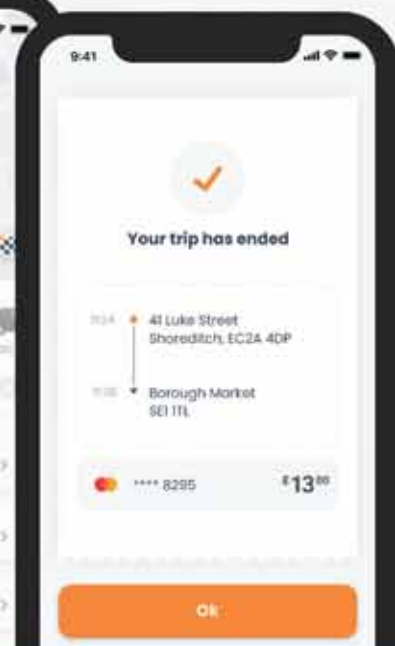 9:41
Your trip has ended
41 Luke Street
Shoreditch, EC2A 4DP
Borough Market
SE1 1TL
**** 8295
£13
Ok